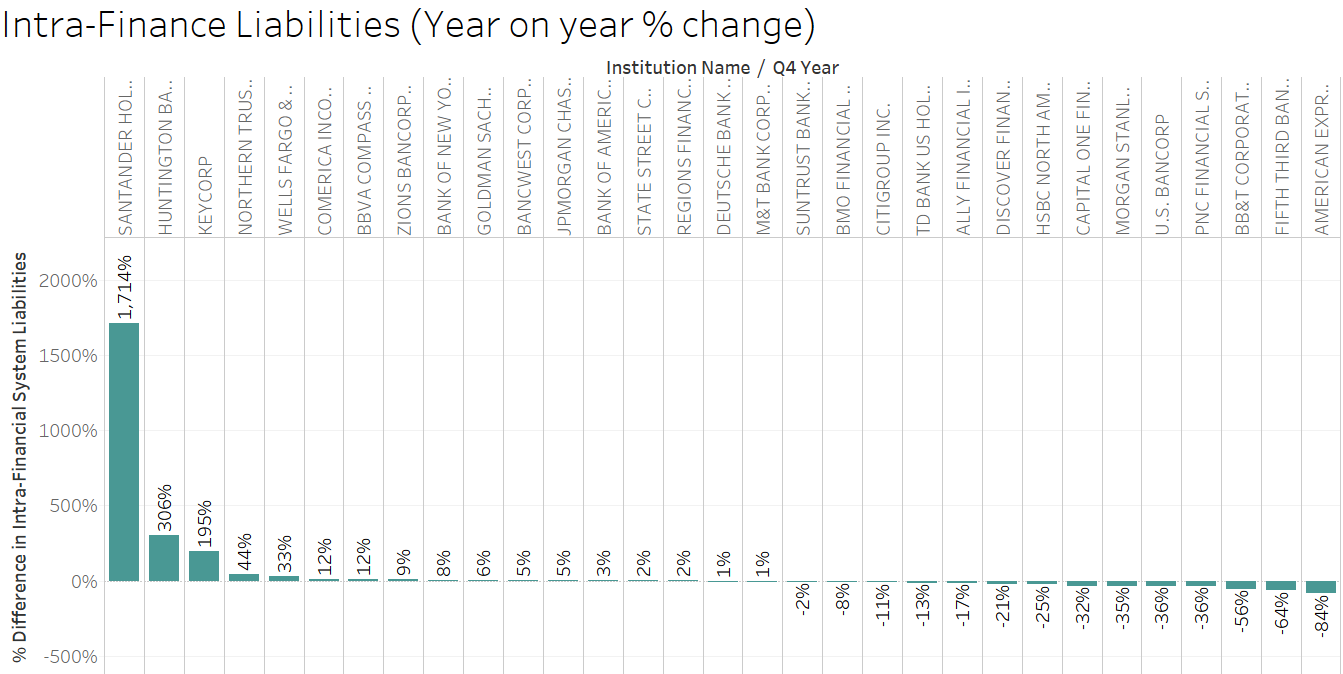 Intra-Finance Liabilities (Year on year % change)
Institution Name / Q4 Year
SANTANDER HOL..
HUNTINGTON BA..
KEYCORP
NORTHERN TRUS..
WELLS FARGO & ..
COMERICA INCO..
BBVA COMPASS ..
ZIONS BANCORP..
BANK OF NEW YO..
GOLDMAN SACH..
BANCWEST CORP..
JPMORGAN CHAS..
BANK OF AMERIC..
STATE STREET C..
REGIONS FINANC..
DEUTSCHE BANK ..
M&T BANK CORP..
SUNTRUST BANK..
BMO FINANCIAL ..
CITIGROUP INC.
TD BANK US HOL..
ALLY FINANCIAL I..
DISCOVER FINAN..
HSBC NORTH AM..
CAPITAL ONE FIN..
MORGAN STANL..
U.S. BANCORP
PNC FINANCIAL S..
BB&T CORPORAT..
FIFTH THIRD BAN..
AMERICAN EXPR..
% Difference in Intra-Financial System Liabilities
2000%
1500%
1000%
500%
0%
-500%
1,714%
306%
195%
44%
33%
12%
12%
9%
8%
6%
5%
5%
3%
2%
2%
1%
1%
-2%
-8%
-11%
-13%
-17%
-21%
-25%
-32%
-35%
-36%
-36%
-56%
-64%
-84%